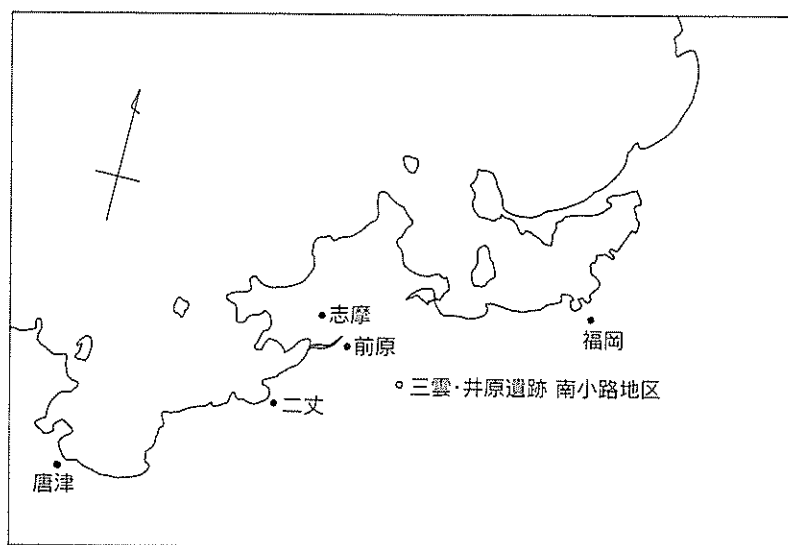 志摩
前原
福岡
三雲・井原遺跡 南小路地区
二丈
唐津